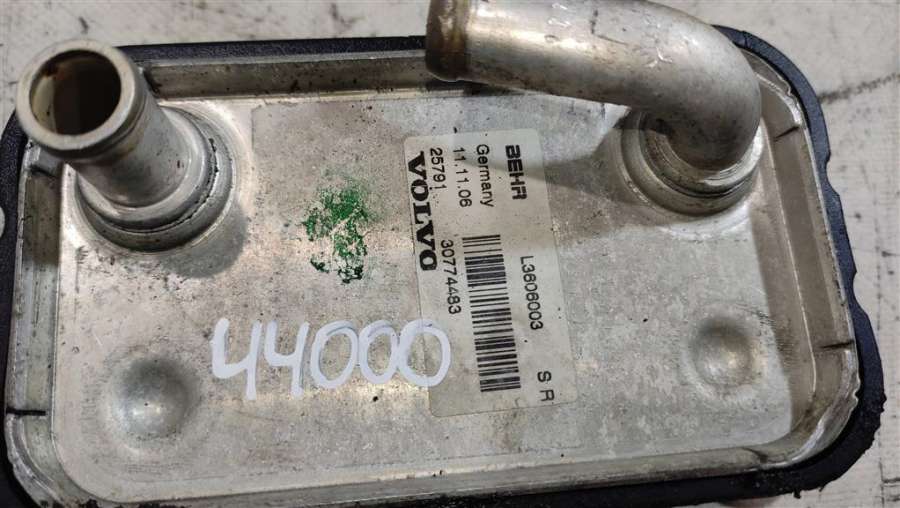 BEHR L3606003 S R
Germany
11.11.06
25791 30774483
VOLVO
44000